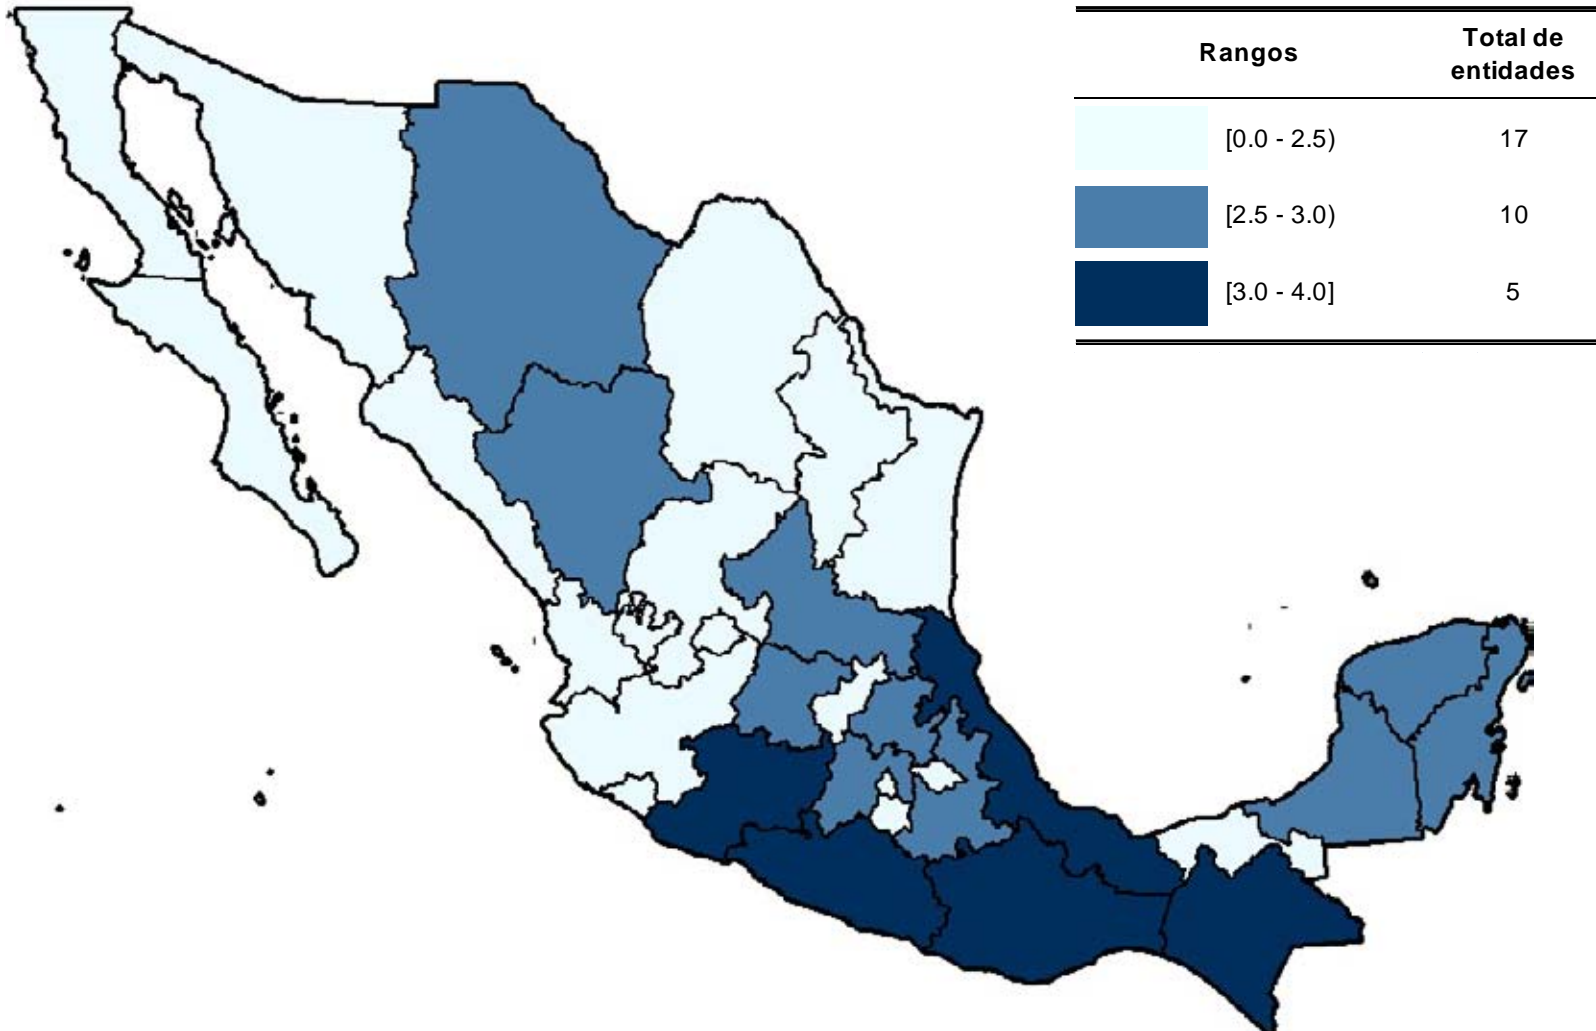 Rangos
Total de
entidades
[0.0 - 2.5)
17
[2.5 - 3.0)
10
[3.0 - 4.0]
5